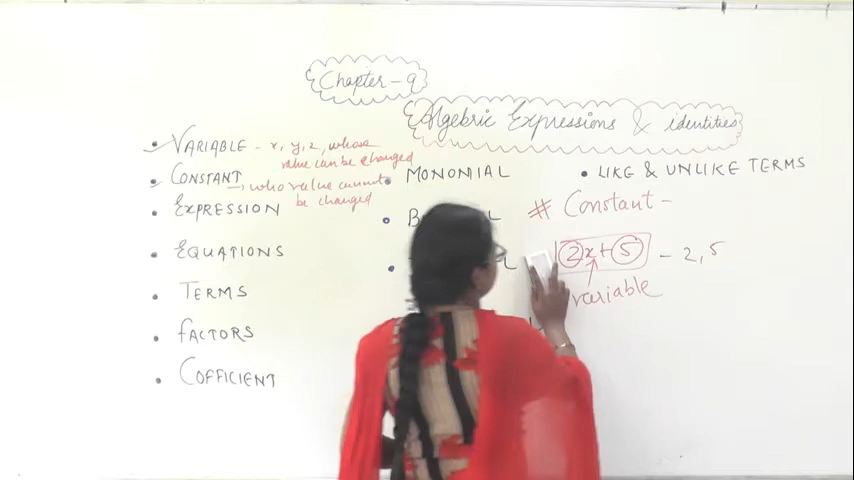 Chapter-9
Algebric Expressions & identities
• VARIABLE - x, y, z, whose
value can be changed
• CONSTANT → who value cannot
be changed
• EXPRESSION
• EQUATIONS
• TERMS
• FACTORS
• COFFICIENT
• MONOMIAL
• LIKE & UNLIKE TERMS
# Constant -
2x+5 - 2, 5
variable